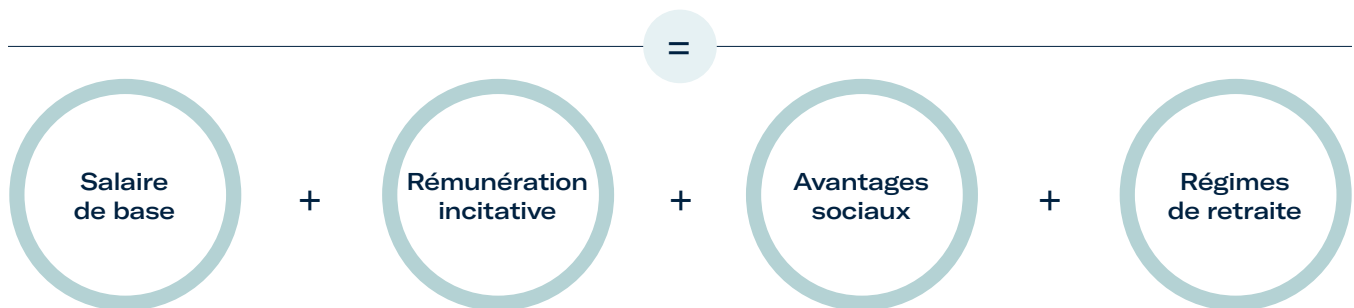 =
Salaire
de base
+
Rémunération
incitative
+
Avantages
sociaux
+
Régimes
de retraite